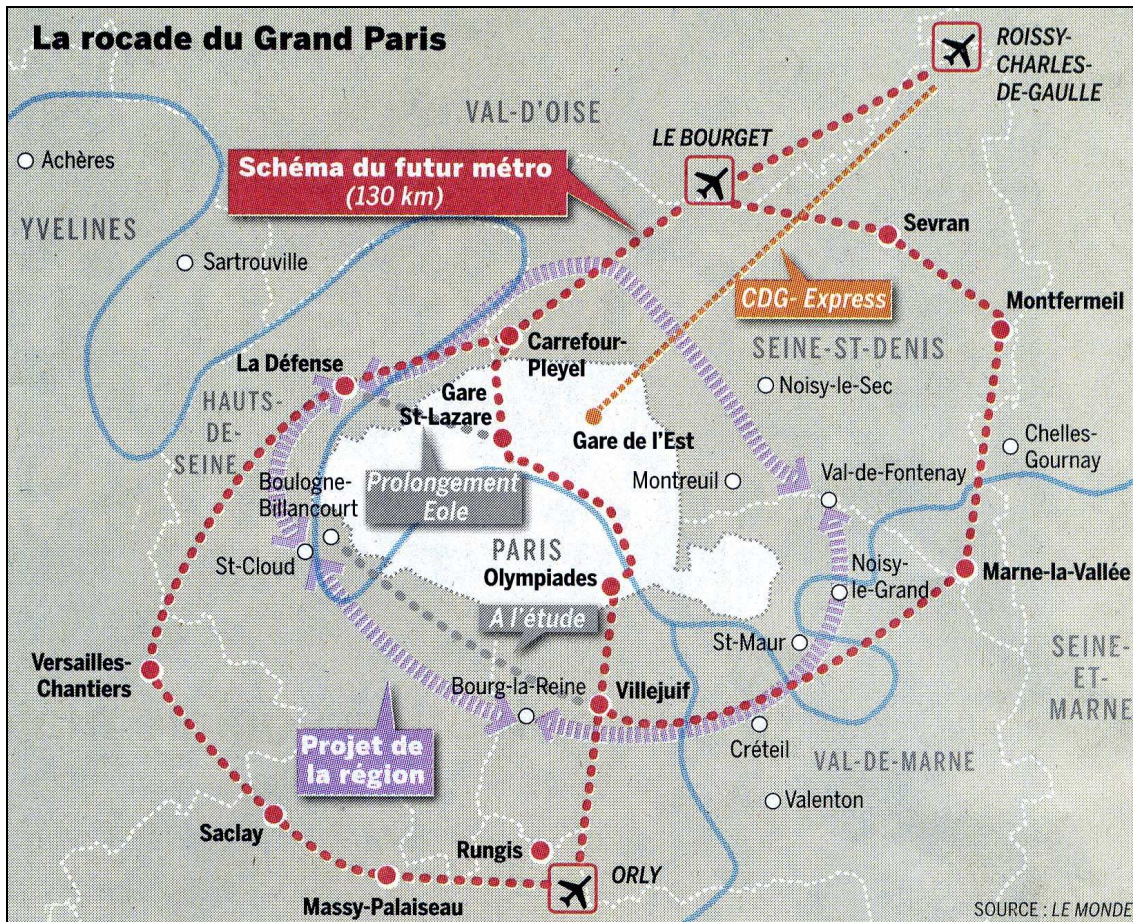 La rocade du Grand Paris
ROISSY-
CHARLES-
DE-GAULLE
VAL-D'OISE
LE BOURGET
Achères
Schéma du futur métro
(130 km)
YVELINES
Sevran
Sartrouville
CDG- Express
Montfermeil
Carrefour-
Pleyel
SEINE-ST-DENIS
La Défense
Noisy-le-Sec
Gare
St-Lazare
HAUTS-
DE-
SEINE
Gare de l'Est
Chelles-
Gournay
Boulogne-
Billancourt
Prolongement
Eole
Montreuil
Val-de-Fontenay
St-Cloud
PARIS
Olympiades
Noisy-
le-Grand
Marne-la-Vallée
A l'étude
St-Maur
SEINE-
ET-
MARNE
Versailles-
Chantiers
Bourg-la-Reine
Villejuif
Projet de
la région
Créteil
VAL-DE-MARNE
Valenton
Saclay
Rungis
ORLY
Massy-Palaiseau
SOURCE : LE MONDE